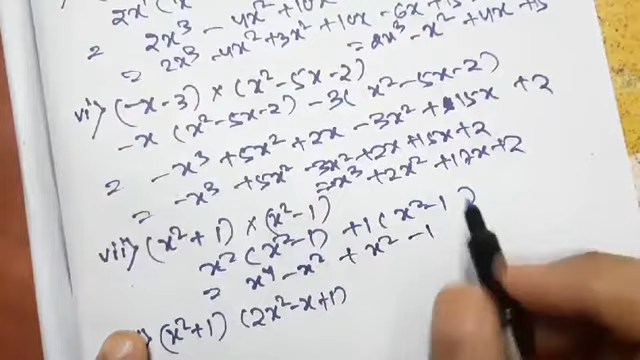 2x³ - 4x² + 10x
= 2x³ - 4x² + 3x² + 10x - 6x + 15
= 2x³ - x² + 4x + 15
vi) (-x-3) × (x²-5x-2)
-x (x²-5x-2) -3( x²-5x-2)
= -x³ + 5x² + 2x - 3x² + 15x + 2
= -x³ + 5x² - 3x² + 2x + 15x + 2
= -x³ + 2x² + 17x + 2
vii) (x²+1) × (x²-1)
x² (x²-1) +1 (x²-1)
= x⁴ - x² + x² - 1
(x²+1) (2x²-x+1)